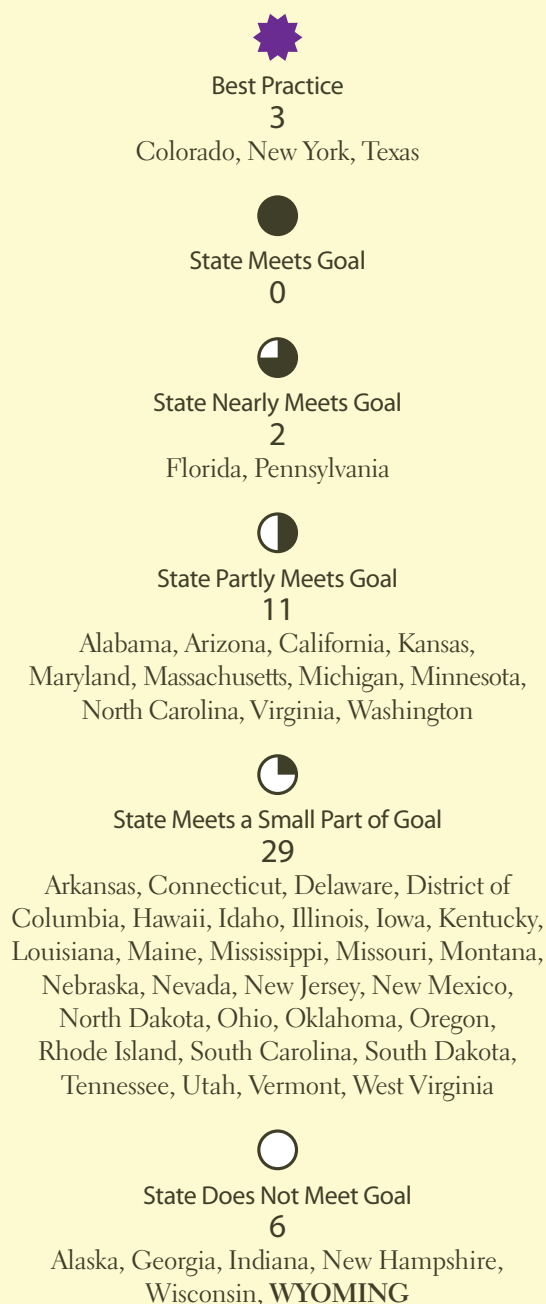 Best Practice
3
Colorado, New York, Texas
State Meets Goal
0
State Nearly Meets Goal
2
Florida, Pennsylvania
State Partly Meets Goal
11
Alabama, Arizona, California, Kansas,
Maryland, Massachusetts, Michigan, Minnesota,
North Carolina, Virginia, Washington
State Meets a Small Part of Goal
29
Arkansas, Connecticut, Delaware, District of
Columbia, Hawaii, Idaho, Illinois, Iowa, Kentucky,
Louisiana, Maine, Mississippi, Missouri, Montana,
Nebraska, Nevada, New Jersey, New Mexico,
North Dakota, Ohio, Oklahoma, Oregon,
Rhode Island, South Carolina, South Dakota,
Tennessee, Utah, Vermont, West Virginia
State Does Not Meet Goal
6
Alaska, Georgia, Indiana, New Hampshire,
Wisconsin, WYOMING